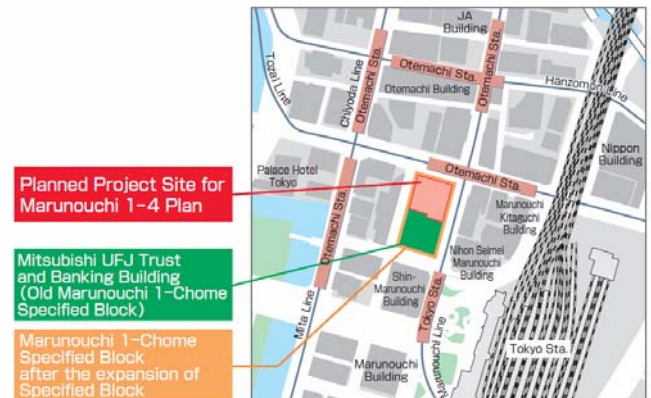 JA
Building
Otemachi Sta.
Otemachi Building
Hanzomon Line
Tozai Line
Chiyoda Line
Otemachi Sta.
Otemachi Sta.
Nippon
Building
Palace Hotel
Tokyo
Otemachi Sta.
Otemachi Sta.
Marunouchi
Kitaguchi
Building
Planned Project Site for
Marunouchi 1-4 Plan
Mitsubishi UFJ Trust
and Banking Building
(Old Marunouchi 1-Chome
Specified Block)
Nihon Seimei
Marunouchi
Building
Shin-
Marunouchi
Building
Tokyo Sta.
Mita Line
Marunouchi Line
Marunouchi 1-Chome
Specified Block
after the expansion of
Specified Block
Marunouchi
Building
Tokyo Sta.